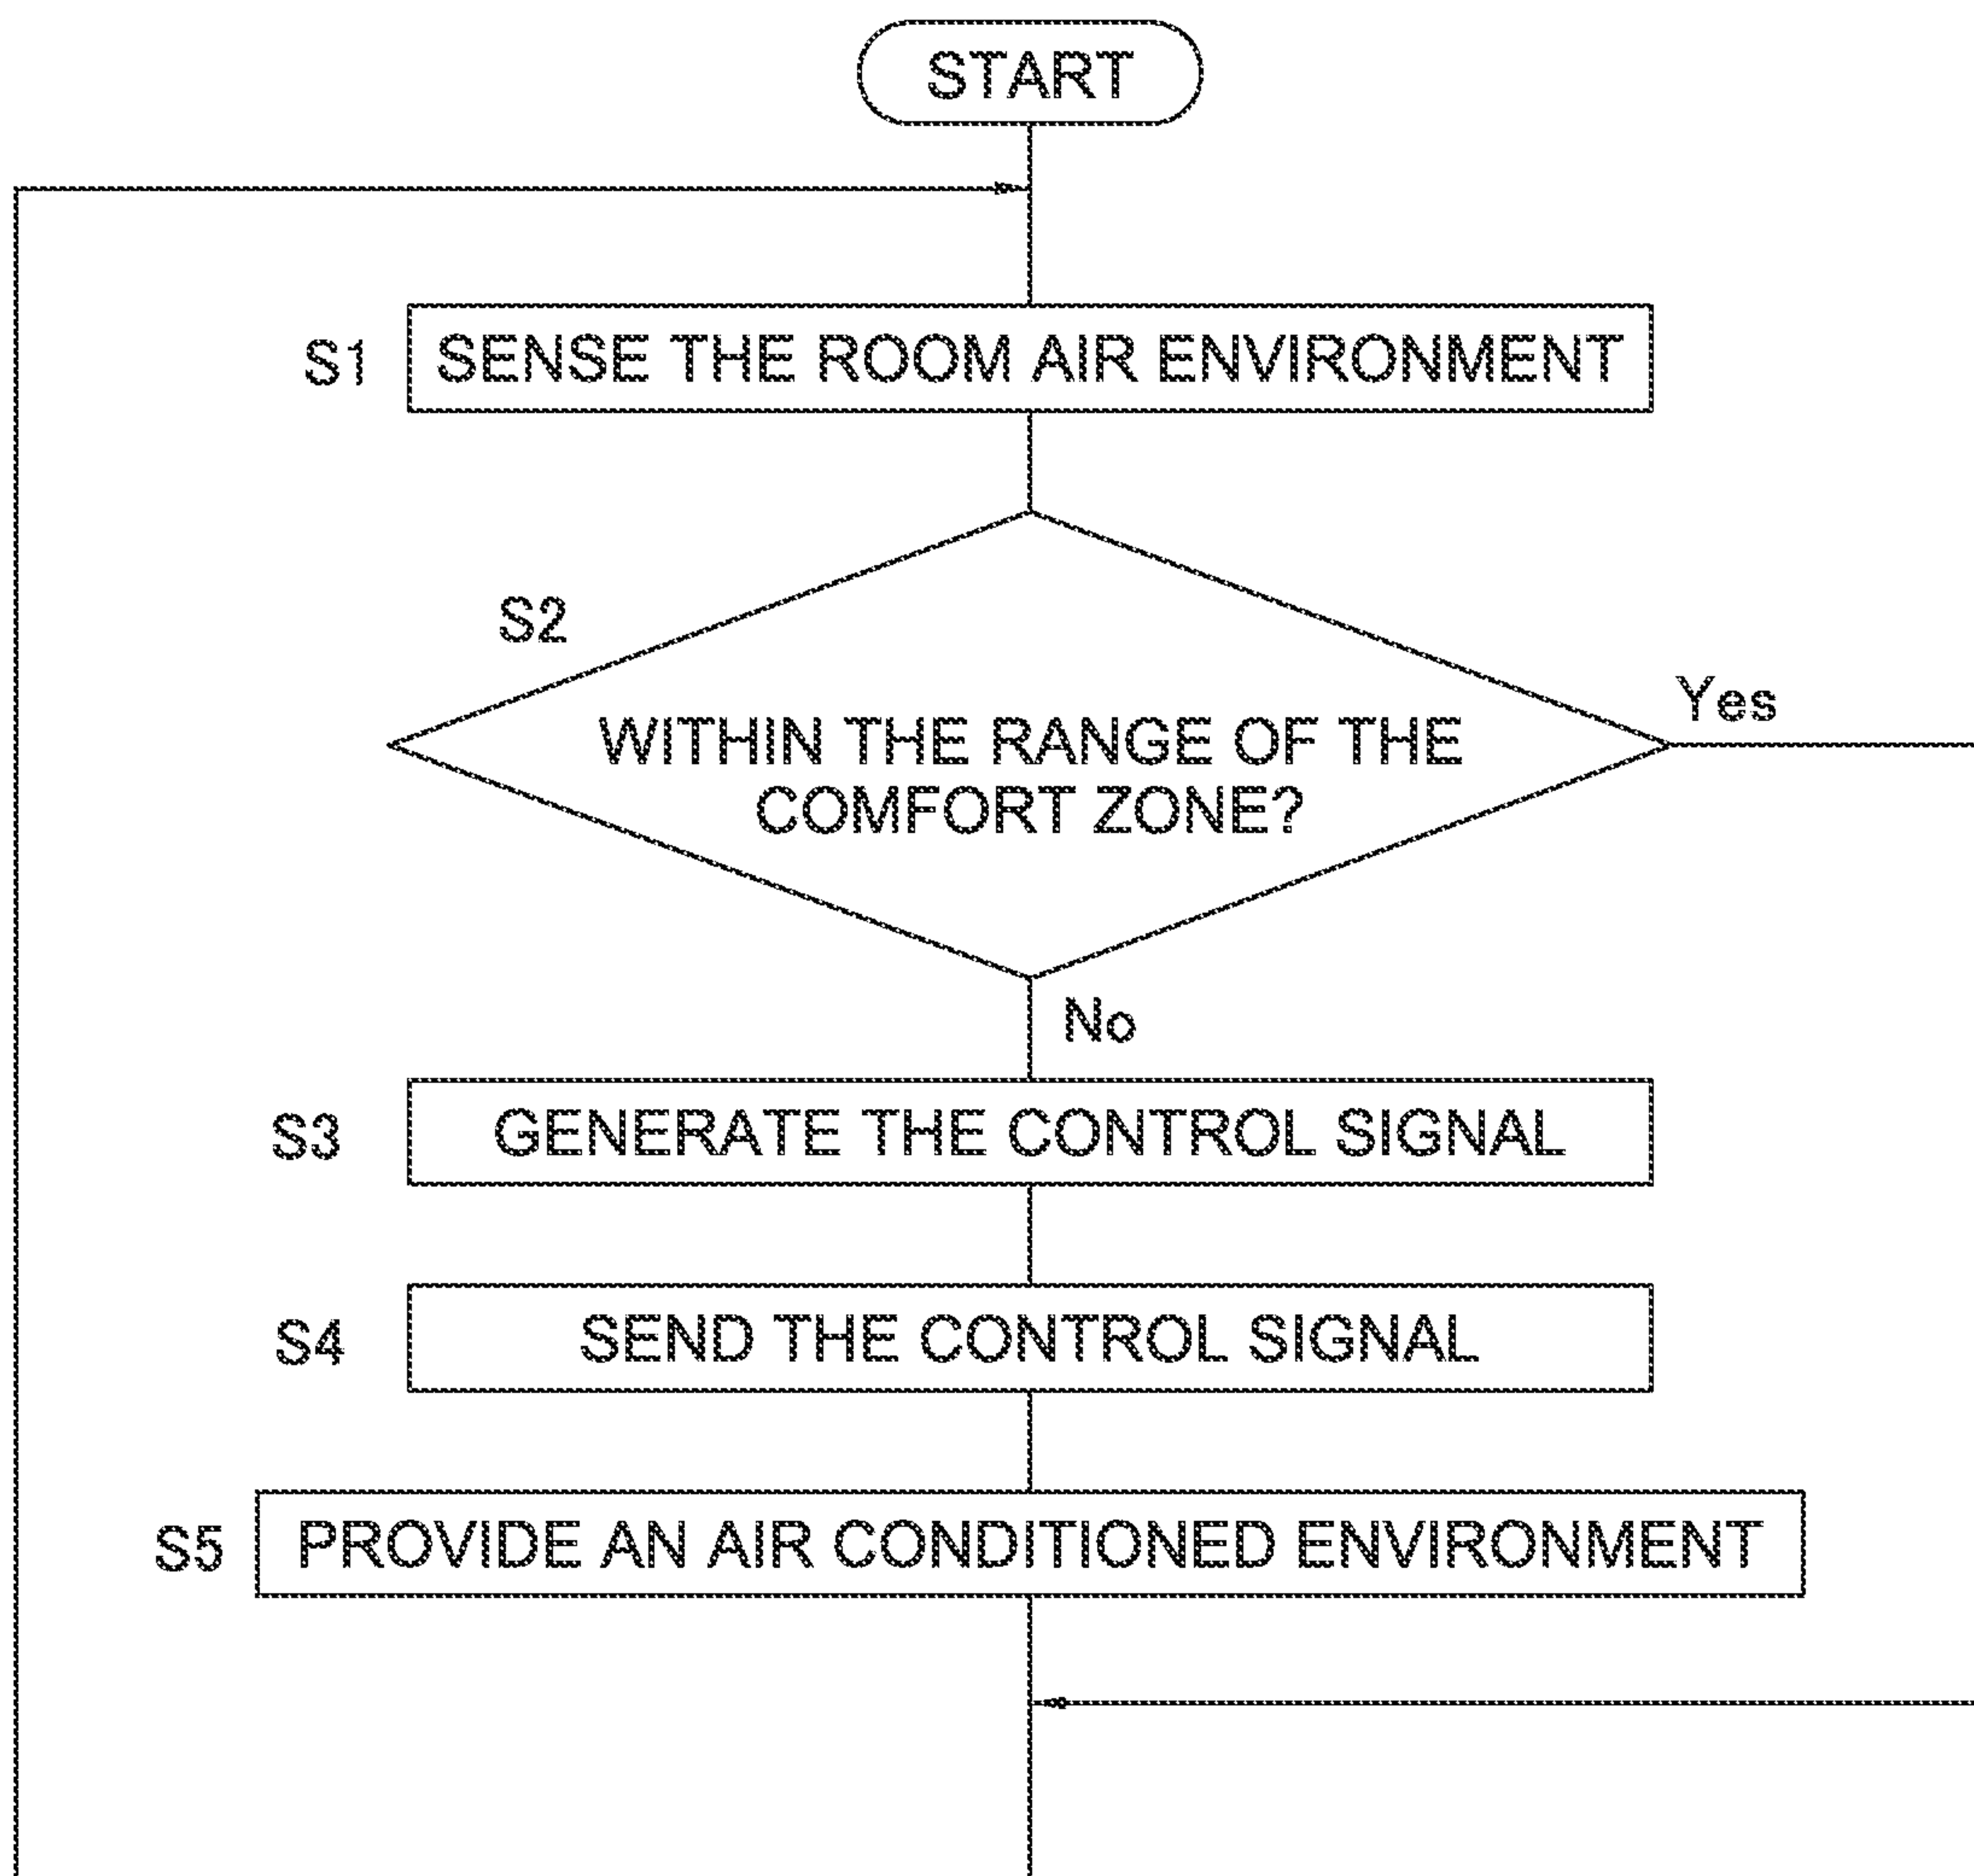 START
S1
SENSE THE ROOM AIR ENVIRONMENT
S2
WITHIN THE RANGE OF THE
COMFORT ZONE?
Yes
No
S3
GENERATE THE CONTROL SIGNAL
S4
SEND THE CONTROL SIGNAL
S5
PROVIDE AN AIR CONDITIONED ENVIRONMENT